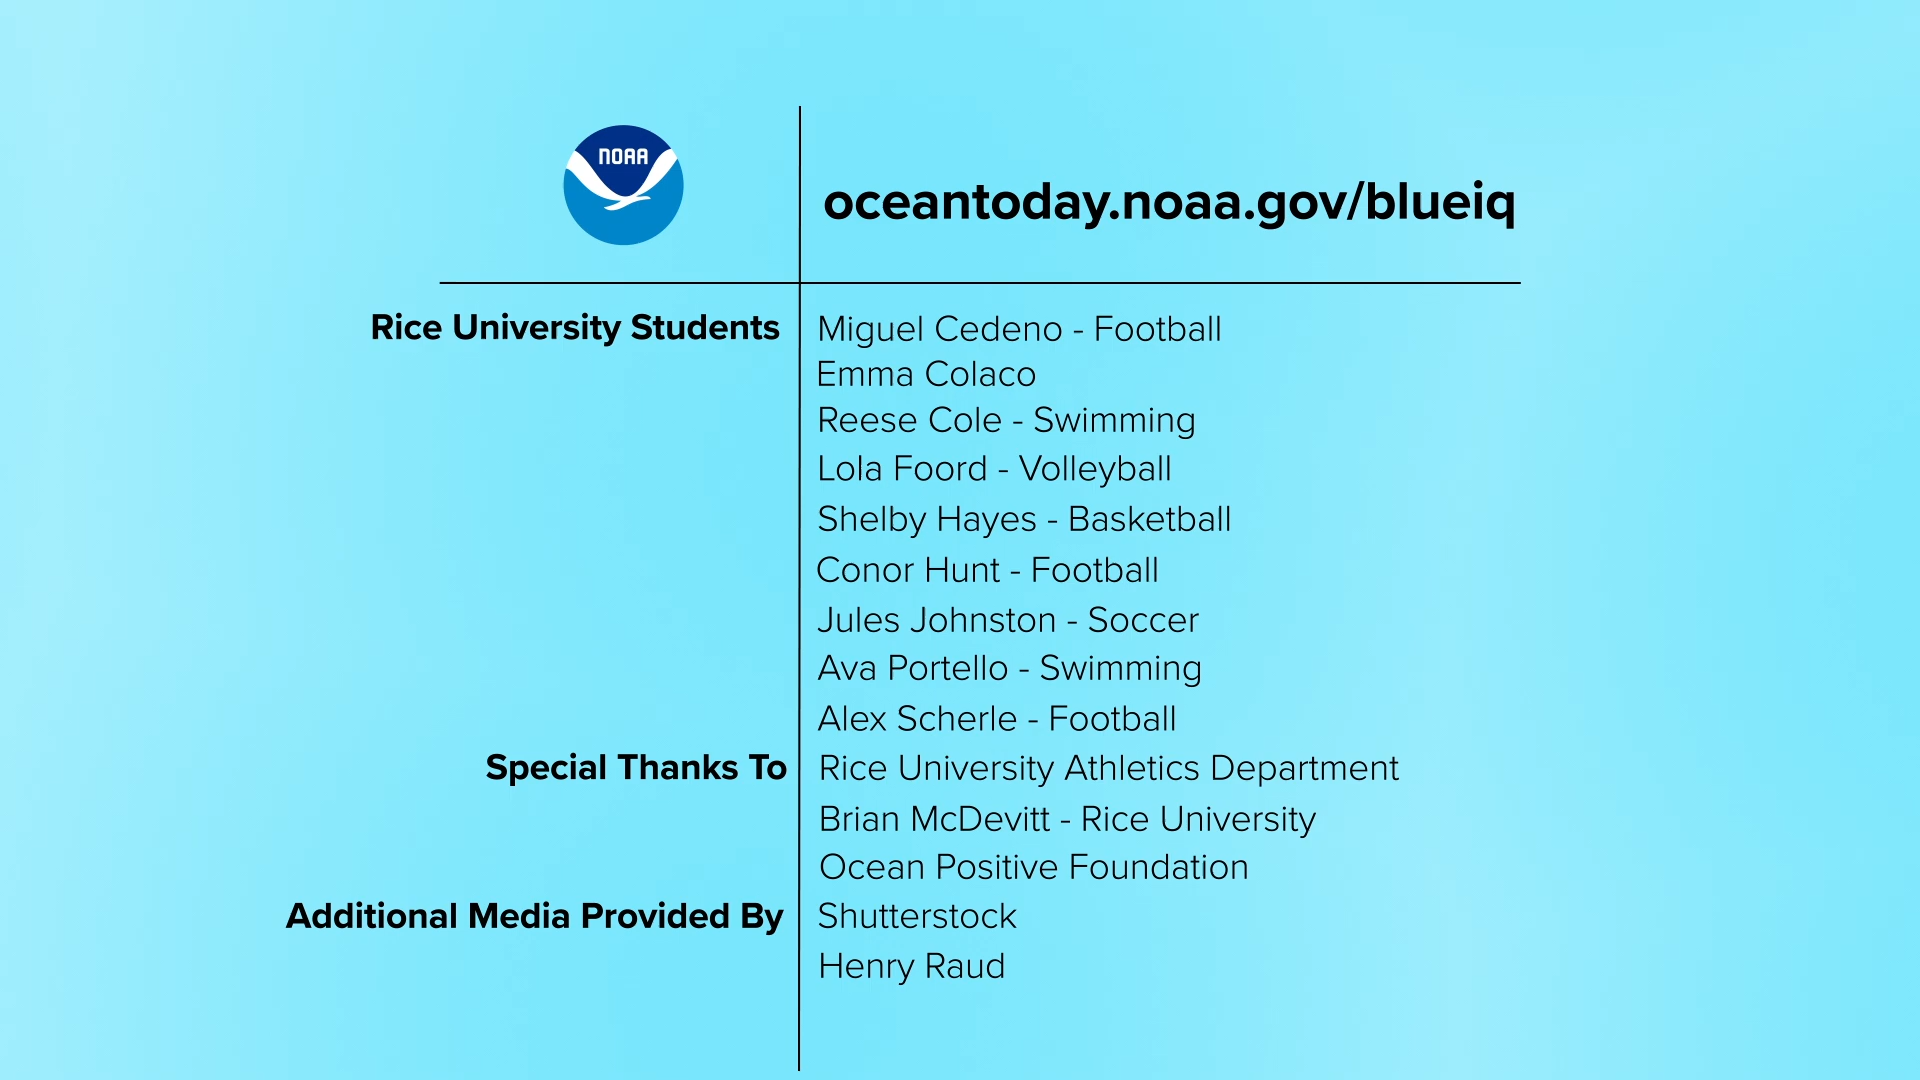 NOAA
oceantoday.noaa.gov/blueiq
Rice University Students
Miguel Cedeno - Football
Emma Colaco
Reese Cole - Swimming
Lola Foord - Volleyball
Shelby Hayes - Basketball
Conor Hunt - Football
Jules Johnston - Soccer
Ava Portello - Swimming
Alex Scherle - Football
Special Thanks To
Rice University Athletics Department
Brian McDevitt - Rice University
Ocean Positive Foundation
Additional Media Provided By
Shutterstock
Henry Raud